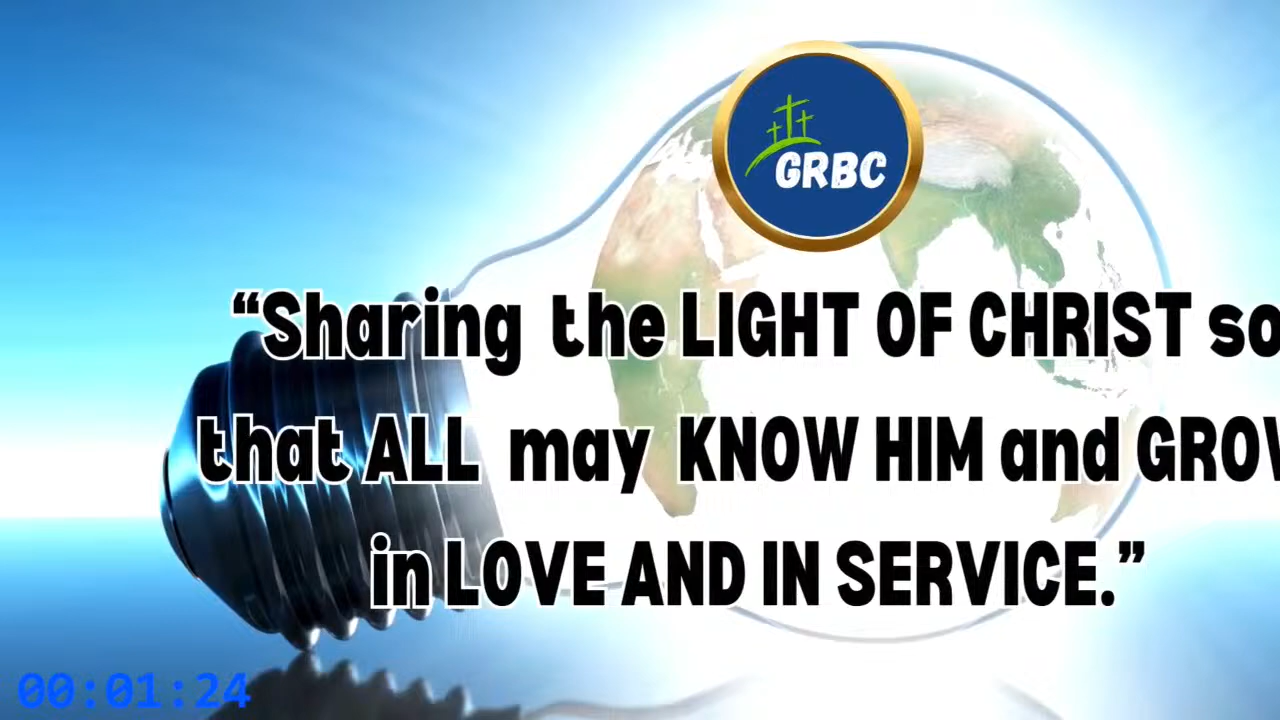 GRBC
“Sharing the LIGHT OF CHRIST so
that ALL may KNOW HIM and GROW
in LOVE AND IN SERVICE.”
00:01:24